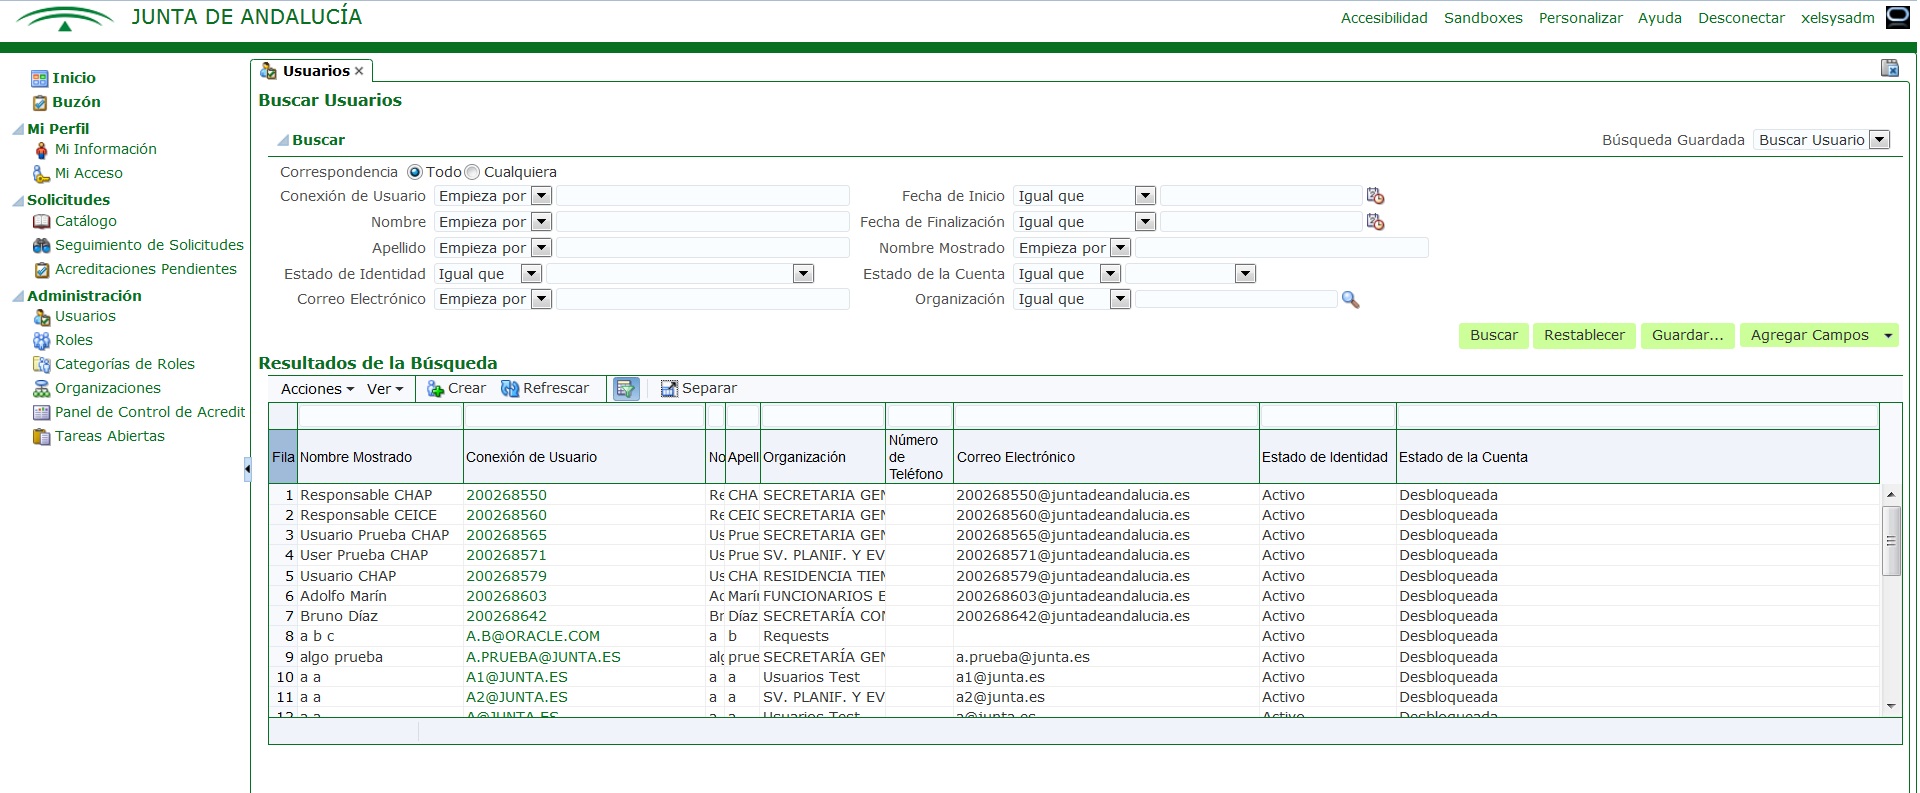 JUNTA DE ANDALUCÍA
Accesibilidad Sandboxes Personalizar Ayuda Desconectar xelsysadm
Inicio
Buzón
Mi Perfil
Mi Información
Mi Acceso
Solicitudes
Catálogo
Seguimiento de Solicitudes
Acreditaciones Pendientes
Administración
Usuarios
Roles
Categorías de Roles
Organizaciones
Panel de Control de Acredit
Tareas Abiertas
Usuarios
Buscar Usuarios
Buscar Búsqueda Guardada Buscar Usuario
Correspondencia Todo Cualquiera
Conexión de Usuario Empieza por Fecha de Inicio Igual que
Nombre Empieza por Fecha de Finalización Igual que
Apellido Empieza por Nombre Mostrado Empieza por
Estado de Identidad Igual que Estado de la Cuenta Igual que
Correo Electrónico Empieza por Organización Igual que
Buscar Restablecer Guardar... Agregar Campos
Resultados de la Búsqueda
Acciones Ver Crear Refrescar Separar
Fila Nombre Mostrado Conexión de Usuario No Apell Organización Número de Teléfono Correo Electrónico Estado de Identidad Estado de la Cuenta
1 Responsable CHAP 200268550 Re CHA SECRETARIA GEN 200268550@juntadeandalucia.es Activo Desbloqueada
2 Responsable CEICE 200268560 Re CEIC SECRETARIA GEN 200268560@juntadeandalucia.es Activo Desbloqueada
3 Usuario Prueba CHAP 200268565 Us Prue SECRETARIA GEN 200268565@juntadeandalucia.es Activo Desbloqueada
4 User Prueba CHAP 200268571 Us Prue SV. PLANIF. Y EV 200268571@juntadeandalucia.es Activo Desbloqueada
5 Usuario CHAP 200268579 Us CHA RESIDENCIA TIEM 200268579@juntadeandalucia.es Activo Desbloqueada
6 Adolfo Marín 200268603 Ad Marí FUNCIONARIOS E 200268603@juntadeandalucia.es Activo Desbloqueada
7 Bruno Díaz 200268642 Br Díaz SECRETARÍA CON 200268642@juntadeandalucia.es Activo Desbloqueada
8 a b c A.B@ORACLE.COM a b Requests Activo Desbloqueada
9 algo prueba A.PRUEBA@JUNTA.ES alg prue SECRETARÍA GEN a.prueba@junta.es Activo Desbloqueada
10 a a A1@JUNTA.ES a a Usuarios Test a1@junta.es Activo Desbloqueada
11 a a A2@JUNTA.ES a a SV. PLANIF. Y EV a2@junta.es Activo Desbloqueada
12 a a A@JUNTA.ES a a Usuarios Test a@junta.es Activo Desbloqueada